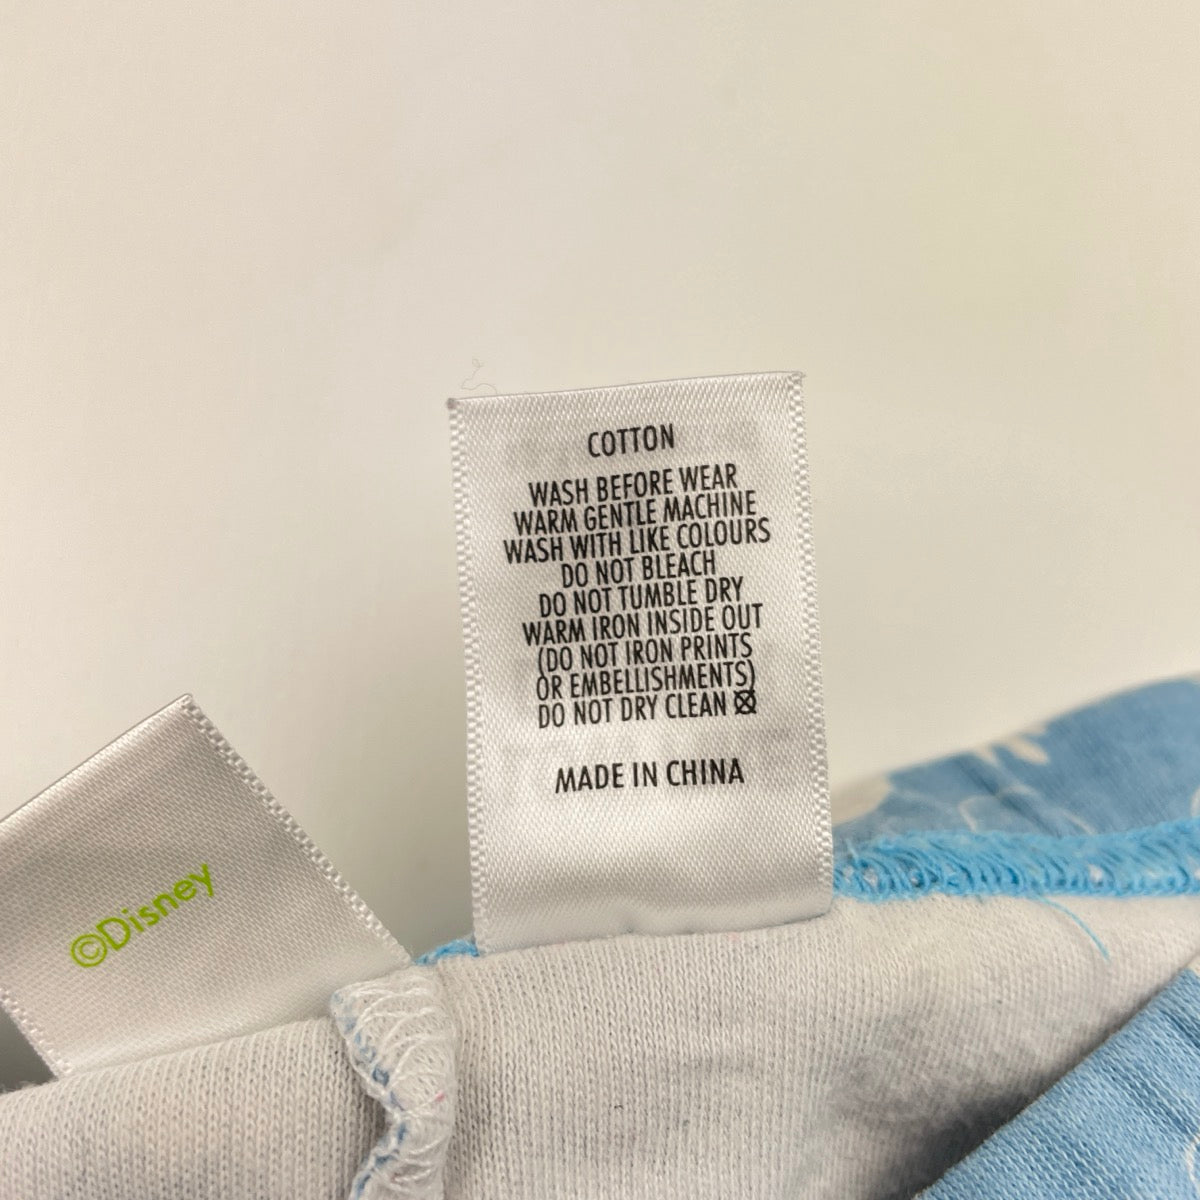 COTTON
WASH BEFORE WEAR
WARM GENTLE MACHINE
WASH WITH LIKE COLOURS
DO NOT BLEACH
DO NOT TUMBLE DRY
WARM IRON INSIDE OUT
(DO NOT IRON PRINTS
OR EMBELLISHMENTS)
DO NOT DRY CLEAN
MADE IN CHINA
©Disney